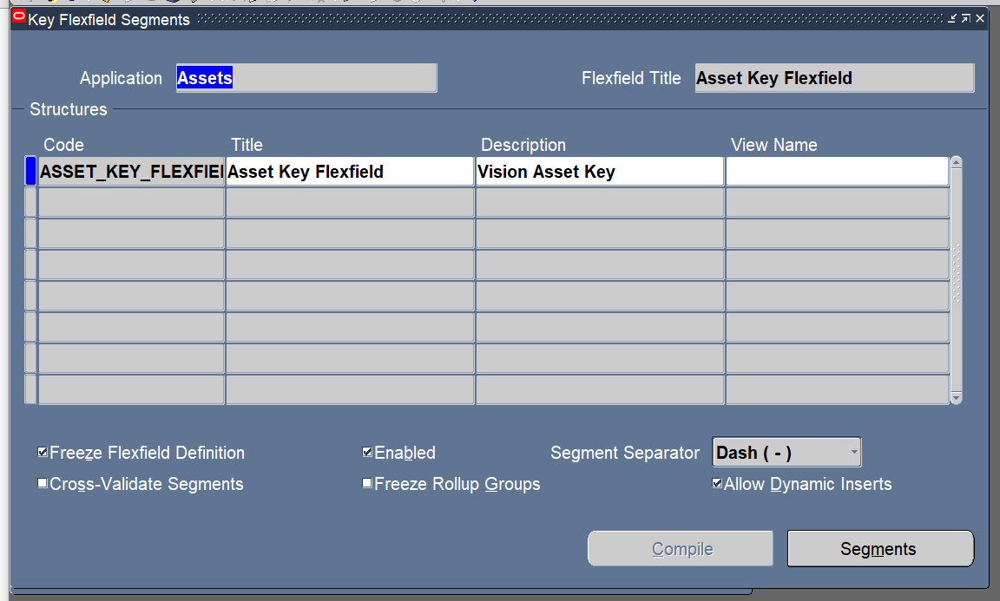 Key Flexfield Segments
Application Assets Flexfield Title Asset Key Flexfield
Structures
Code Title Description View Name
ASSET_KEY_FLEXFIE Asset Key Flexfield Vision Asset Key
Freeze Flexfield Definition Enabled Segment Separator Dash ( - )
Cross-Validate Segments Freeze Rollup Groups Allow Dynamic Inserts
Compile Segments